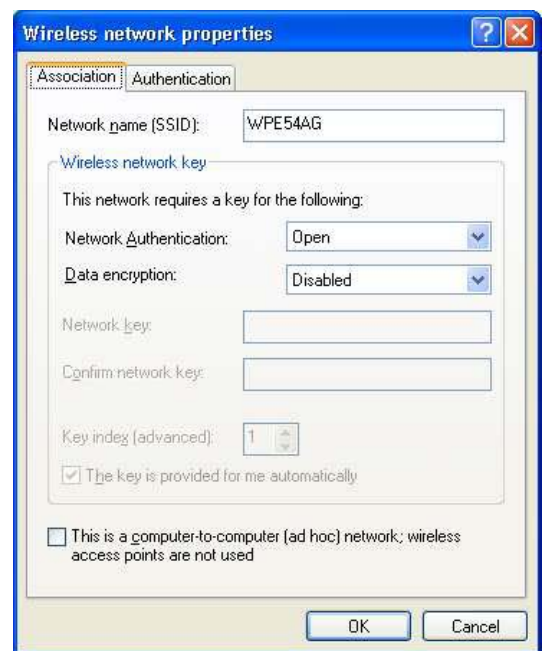 Wireless network properties
Association Authentication
Network name (SSID): WPE54AG
Wireless network key
This network requires a key for the following:
Network Authentication: Open
Data encryption: Disabled
Network key:
Confirm network key:
Key index (advanced): 1
The key is provided for me automatically
This is a computer-to-computer (ad hoc) network; wireless
access points are not used
OK Cancel